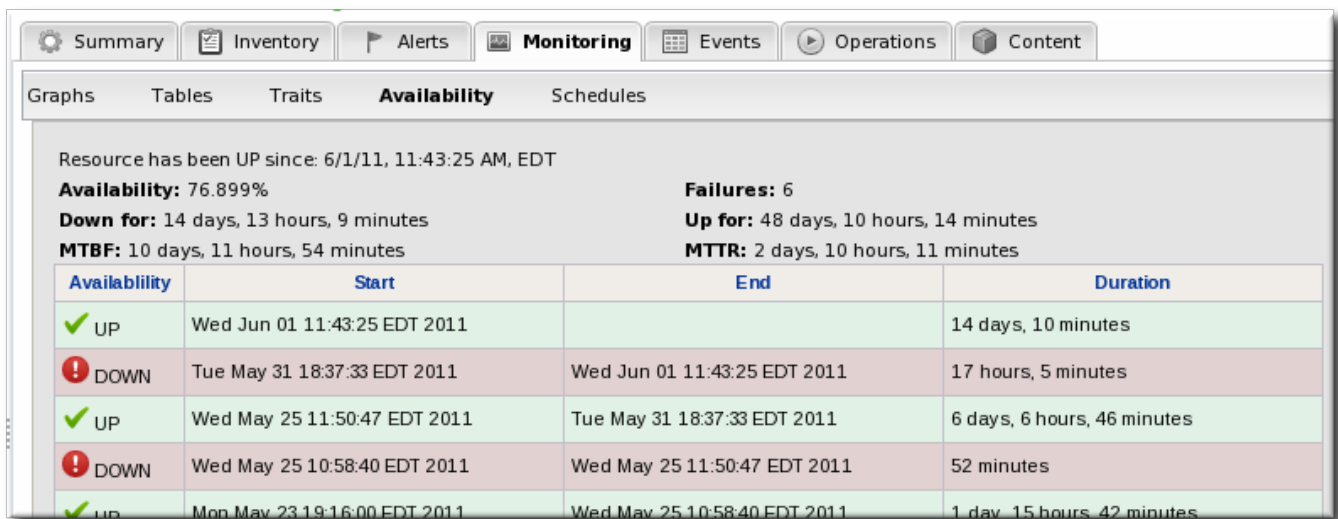 Summary Inventory Alerts Monitoring Events Operations Content
Graphs Tables Traits Availability Schedules
Resource has been UP since: 6/1/11, 11:43:25 AM, EDT
Availability: 76.899% Failures: 6
Down for: 14 days, 13 hours, 9 minutes Up for: 48 days, 10 hours, 14 minutes
MTBF: 10 days, 11 hours, 54 minutes MTTR: 2 days, 10 hours, 11 minutes
Availablility Start End Duration
UP Wed Jun 01 11:43:25 EDT 2011 14 days, 10 minutes
DOWN Tue May 31 18:37:33 EDT 2011 Wed Jun 01 11:43:25 EDT 2011 17 hours, 5 minutes
UP Wed May 25 11:50:47 EDT 2011 Tue May 31 18:37:33 EDT 2011 6 days, 6 hours, 46 minutes
DOWN Wed May 25 10:58:40 EDT 2011 Wed May 25 11:50:47 EDT 2011 52 minutes
UP Mon May 23 19:16:00 EDT 2011 Wed May 25 10:58:40 EDT 2011 1 day, 15 hours, 42 minutes